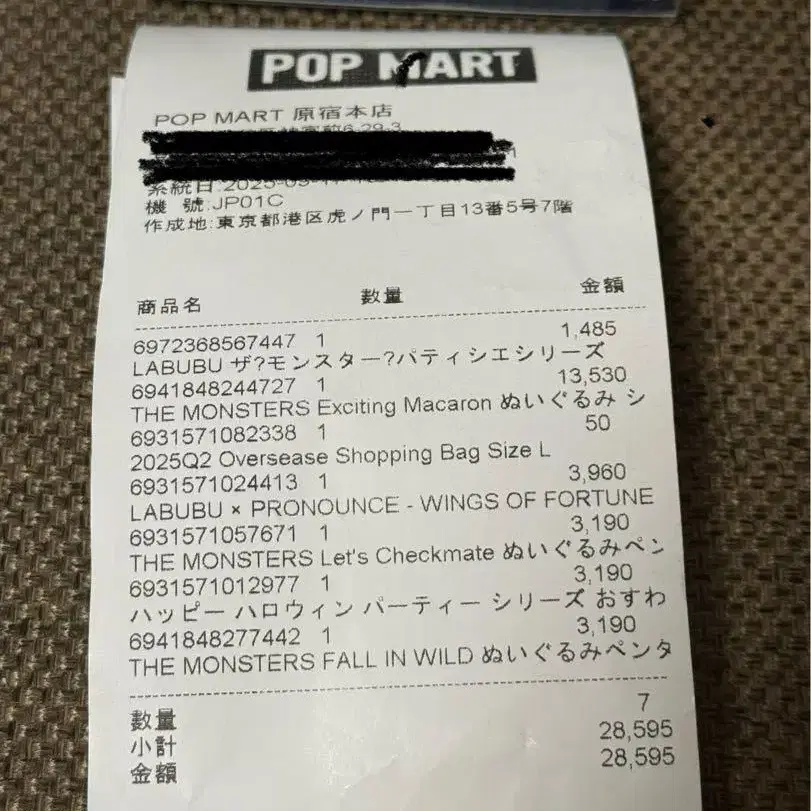 POP MART
POP MART 原宿本店
機 號:JP01C
作成地:東京都港区虎ノ門一丁目13番5号7階
商品名 數量 金額
6972368567447 1 1,485
LABUBU ザ?モンスター?パティシエシリーズ
6941848244727 1 13,530
THE MONSTERS Exciting Macaron ぬいぐるみ シ
6931571082338 1 50
2025Q2 Oversease Shopping Bag Size L
6931571024413 1 3,960
LABUBU × PRONOUNCE - WINGS OF FORTUNE
6931571057671 1 3,190
THE MONSTERS Let's Checkmate ぬいぐるみペン
6931571012977 1 3,190
ハッピー ハロウィン パーティー シリーズ おすわ
6941848277442 1 3,190
THE MONSTERS FALL IN WILD ぬいぐるみペンタ
數量 7
小計 28,595
金額 28,595